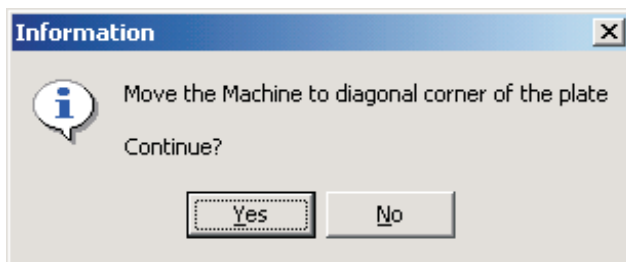 Information
Move the Machine to diagonal corner of the plate
Continue?
Yes No